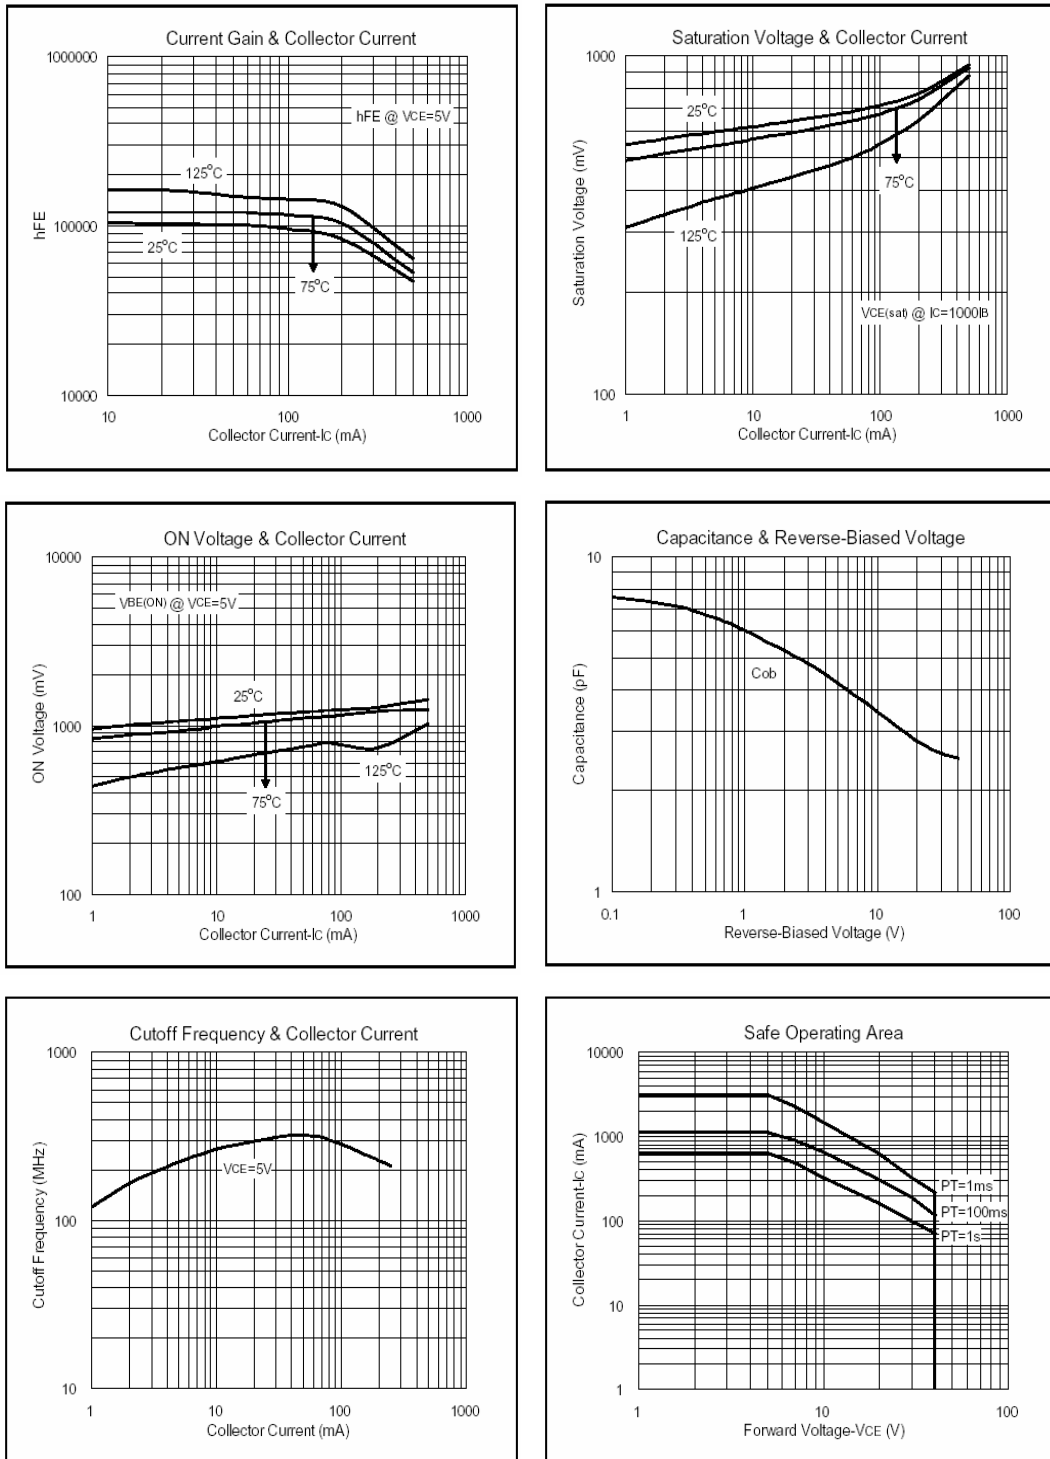 Current Gain & Collector Current
1000000
hFE @ VCE=5V
125°C
hFE
100000
25°C
75°C
10000
10 100 1000
Collector Current-IC (mA)
Saturation Voltage & Collector Current
1000
25°C
Saturation Voltage (mV)
75°C
125°C
VCE(sat) @ IC=1000IB
100
1 10 100 1000
Collector Current-IC (mA)
ON Voltage & Collector Current
10000
VBE(ON) @ VCE=5V
ON Voltage (mV)
25°C
1000
125°C
75°C
100
1 10 100 1000
Collector Current-IC (mA)
Capacitance & Reverse-Biased Voltage
10
Capacitance (pF)
Cob
1
0.1 1 10 100
Reverse-Biased Voltage (V)
Cutoff Frequency & Collector Current
1000
Cutoff Frequency (MHz)
VCE=5V
100
10
1 10 100 1000
Collector Current (mA)
Safe Operating Area
10000
Collector Current-IC (mA)
1000
PT=1ms
PT=100ms
100
PT=1s
10
1
1 10 100
Forward Voltage-VCE (V)